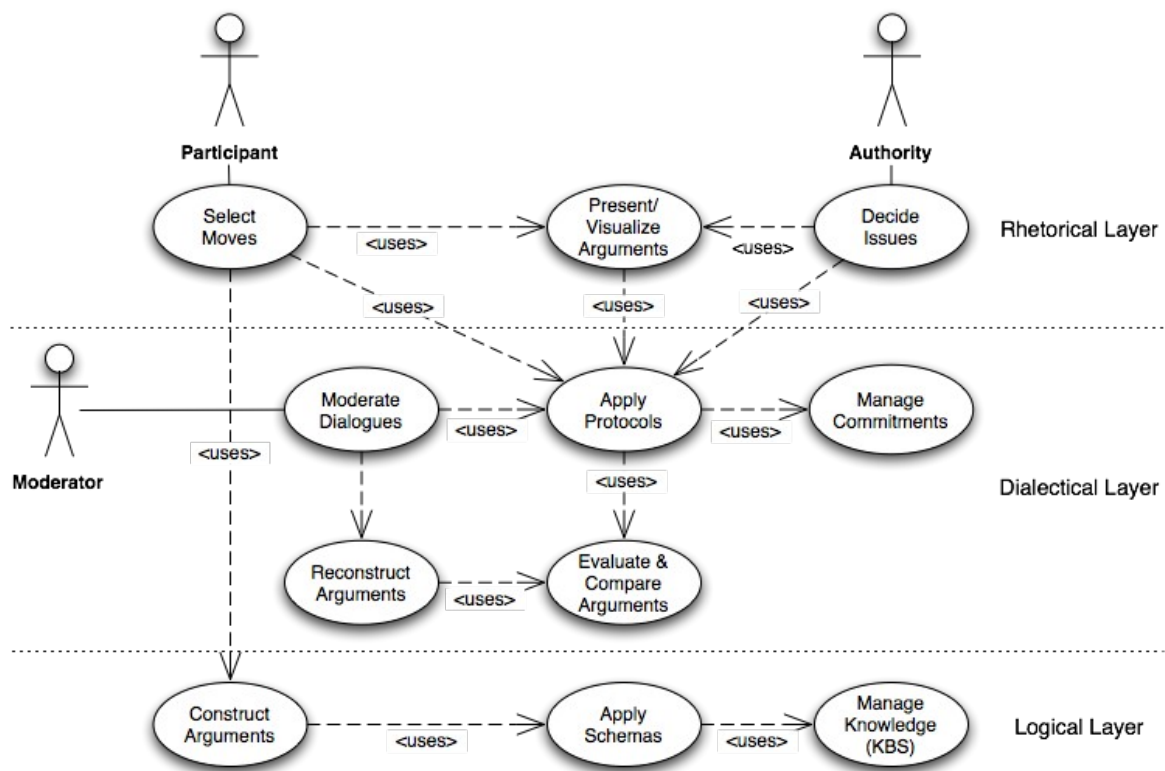 Participant
Authority
Select
Moves
<uses>
Present/
Visualize
Arguments
<uses>
Decide
Issues
Rhetorical Layer
<uses>
<uses>
<uses>
Moderator
Moderate
Dialogues
<uses>
Apply
Protocols
<uses>
Manage
Commitments
<uses>
<uses>
Dialectical Layer
Reconstruct
Arguments
<uses>
Evaluate &
Compare
Arguments
Construct
Arguments
<uses>
Apply
Schemas
<uses>
Manage
Knowledge
(KBS)
Logical Layer